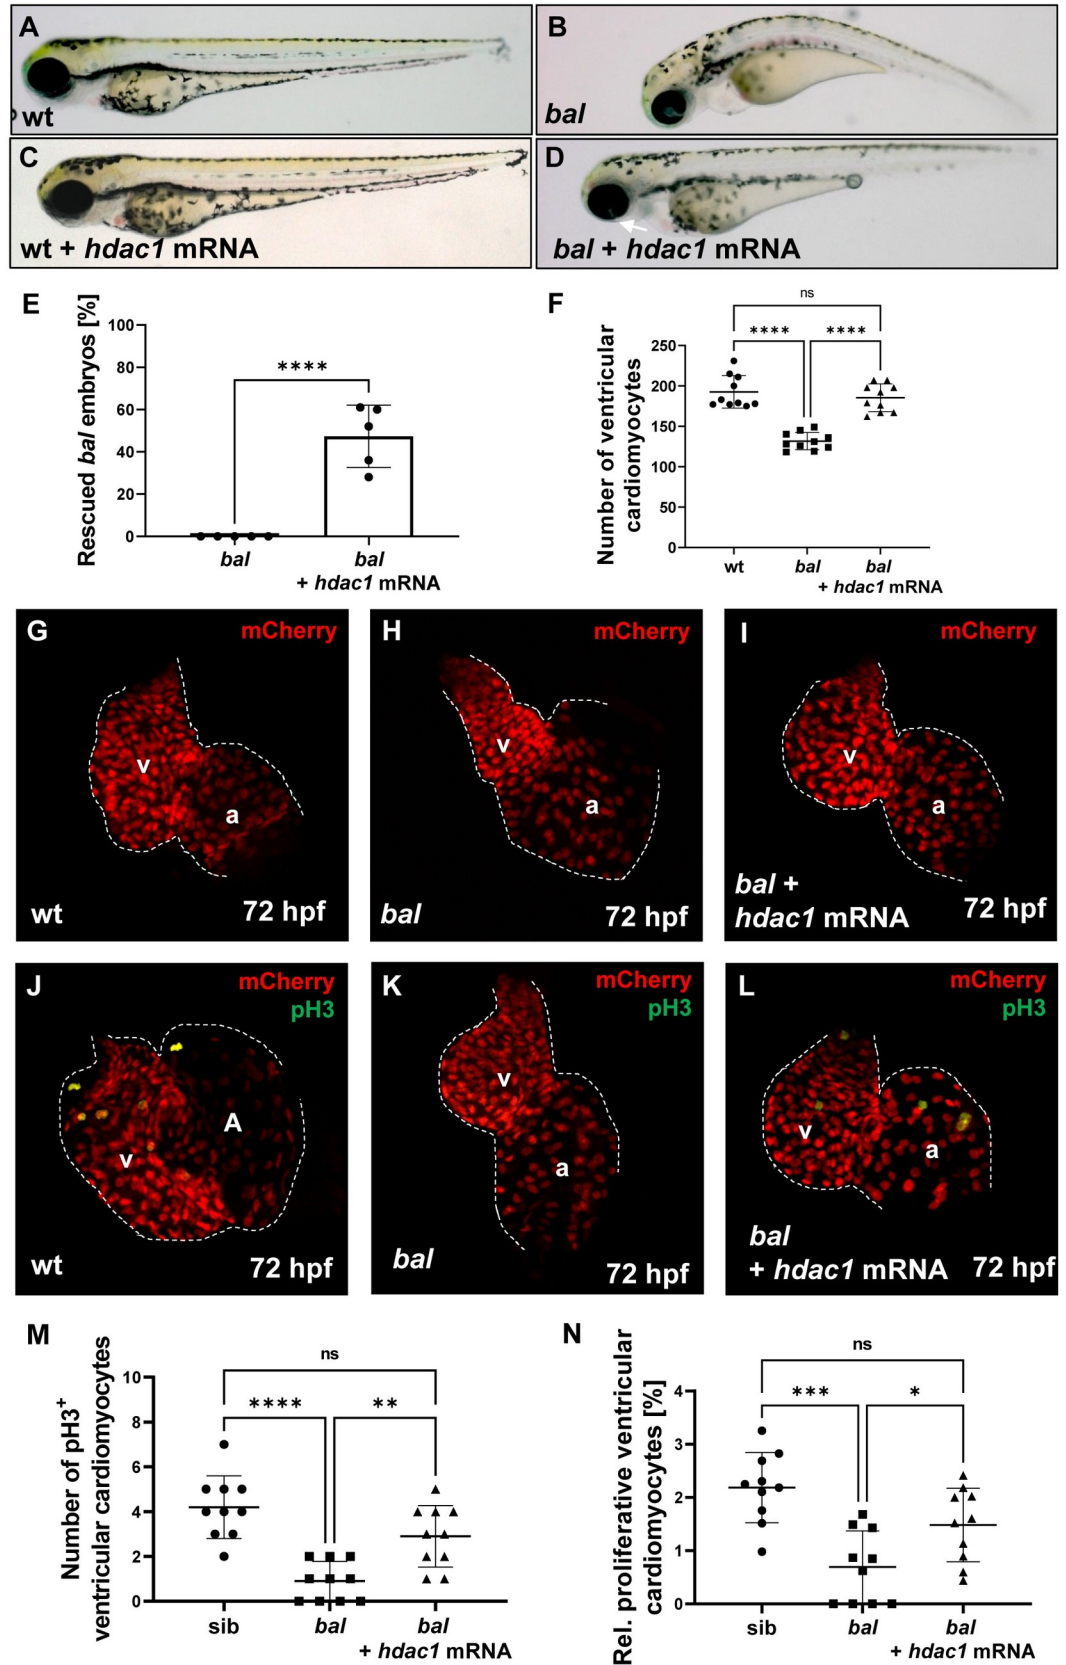 A
wt
B
bal
C
wt + hdac1 mRNA
D
bal + hdac1 mRNA
E
Rescued bal embryos [%]
100
80
60
40
20
0
****
bal
bal
+ hdac1 mRNA
F
Number of ventricular
cardiomyocytes
250
200
150
100
50
0
ns
****
****
wt
bal
bal
+ hdac1 mRNA
G
mCherry
v
a
wt
72 hpf
H
mCherry
v
a
bal
72 hpf
I
mCherry
v
a
bal +
hdac1 mRNA
72 hpf
J
mCherry
pH3
A
v
wt
72 hpf
K
mCherry
pH3
v
a
bal
72 hpf
L
mCherry
pH3
v
a
bal
+ hdac1 mRNA
72 hpf
M
Number of pH3+
ventricular cardiomyocytes
10
8
6
4
2
0
ns
****
**
sib
bal
bal
+ hdac1 mRNA
N
Rel. proliferative ventricular
cardiomyocytes [%]
4
3
2
1
0
ns
***
*
sib
bal
bal
+ hdac1 mRNA